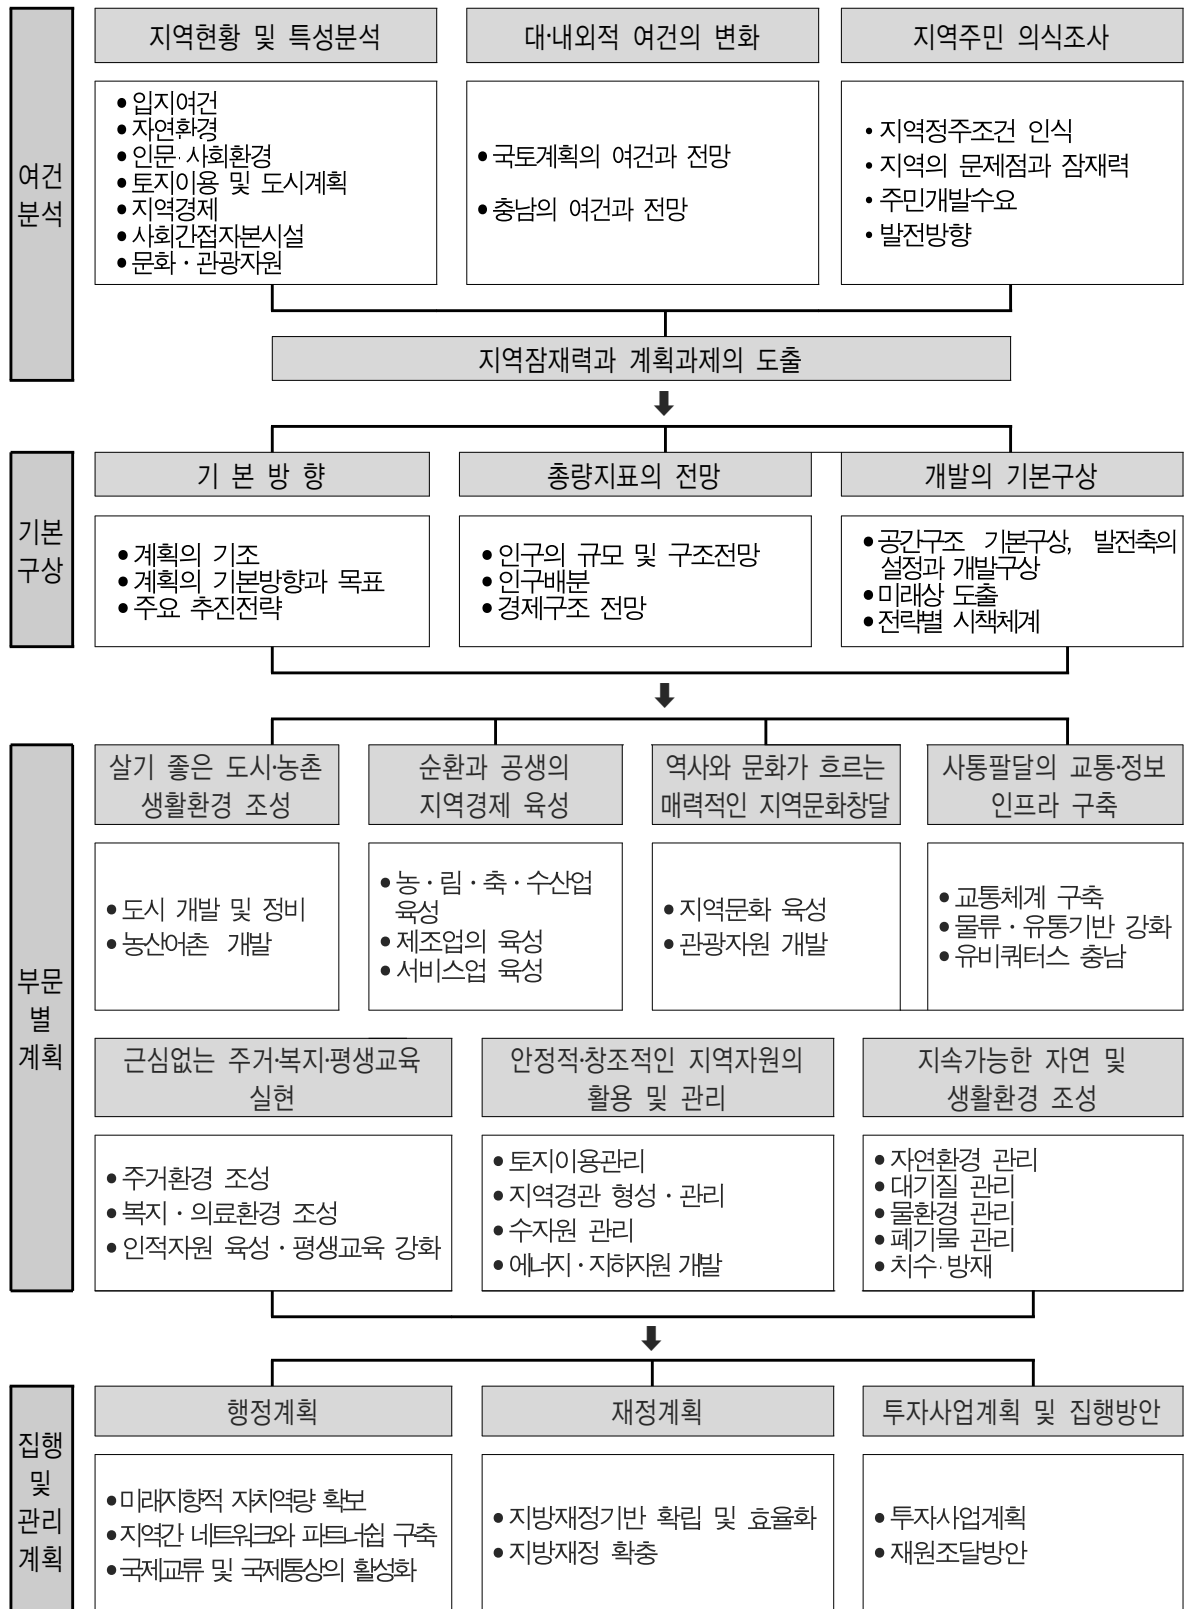 여건
분석
지역현황 및 특성분석
● 입지여건
● 자연환경
● 인문·사회환경
● 토지이용 및 도시계획
● 지역경제
● 사회간접자본시설
● 문화·관광자원
대·내외적 여건의 변화
● 국토계획의 여건과 전망
● 충남의 여건과 전망
지역주민 의식조사
• 지역정주조건 인식
• 지역의 문제점과 잠재력
• 주민개발수요
• 발전방향
지역잠재력과 계획과제의 도출
기본
구상
기 본 방 향
● 계획의 기조
● 계획의 기본방향과 목표
● 주요 추진전략
총량지표의 전망
● 인구의 규모 및 구조전망
● 인구배분
● 경제구조 전망
개발의 기본구상
● 공간구조 기본구상, 발전축의
설정과 개발구상
● 미래상 도출
● 전략별 시책체계
부문
별
계획
살기 좋은 도시·농촌
생활환경 조성
● 도시 개발 및 정비
● 농산어촌 개발
순환과 공생의
지역경제 육성
● 농·림·축·수산업
육성
● 제조업의 육성
● 서비스업 육성
역사와 문화가 흐르는
매력적인 지역문화창달
● 지역문화 육성
● 관광자원 개발
사통팔달의 교통·정보
인프라 구축
● 교통체계 구축
● 물류·유통기반 강화
● 유비쿼터스 충남
근심없는 주거·복지·평생교육
실현
● 주거환경 조성
● 복지·의료환경 조성
● 인적자원 육성·평생교육 강화
안정적·창조적인 지역자원의
활용 및 관리
● 토지이용관리
● 지역경관 형성·관리
● 수자원 관리
● 에너지·지하자원 개발
지속가능한 자연 및
생활환경 조성
● 자연환경 관리
● 대기질 관리
● 물환경 관리
● 폐기물 관리
● 치수·방재
집행
및
관리
계획
행정계획
● 미래지향적 자치역량 확보
● 지역간 네트워크와 파트너쉽 구축
● 국제교류 및 국제통상의 활성화
재정계획
● 지방재정기반 확립 및 효율화
● 지방재정 확충
투자사업계획 및 집행방안
● 투자사업계획
● 재원조달방안